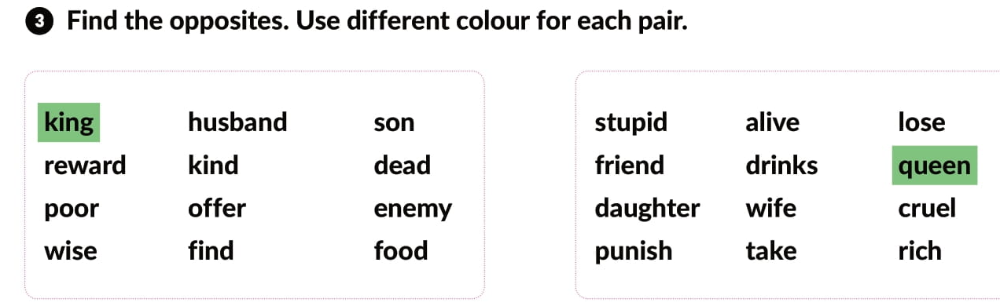 3 Find the opposites. Use different colour for each pair.
king husband son
reward kind dead
poor offer enemy
wise find food
stupid alive lose
friend drinks queen
daughter wife cruel
punish take rich